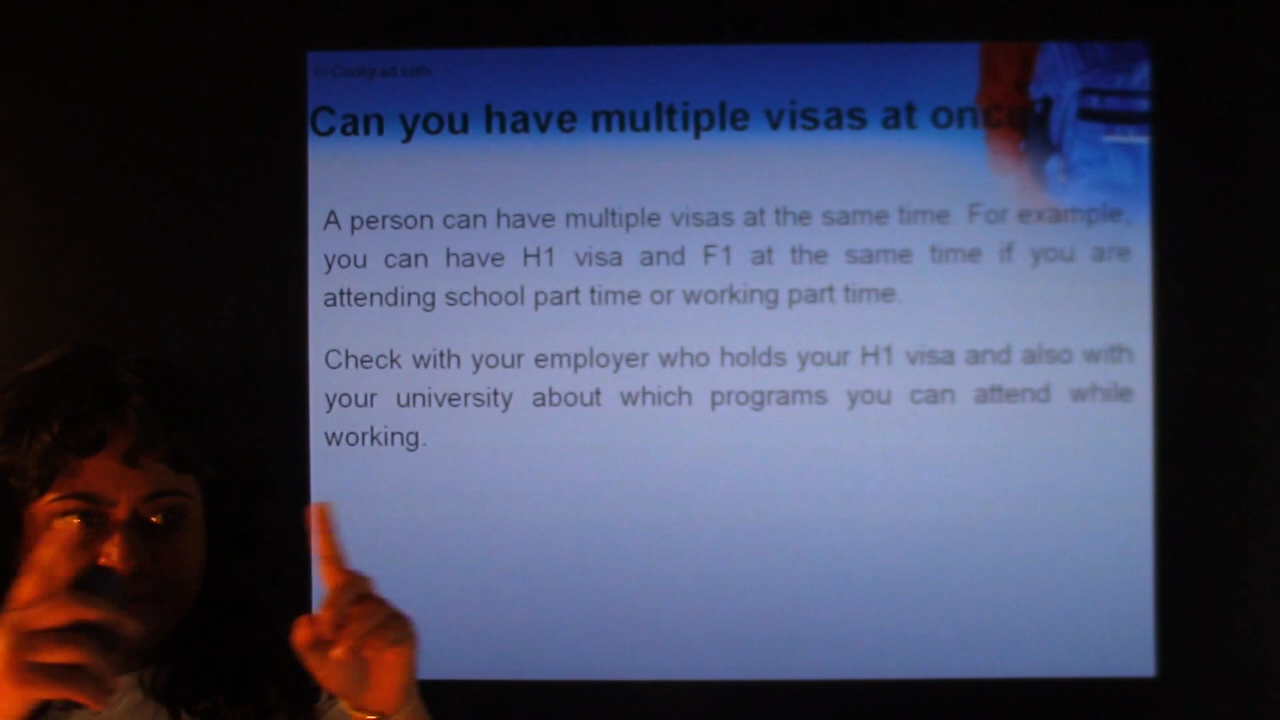 © Coolgrad.com
Can you have multiple visas at once?
A person can have multiple visas at the same time. For example,
you can have H1 visa and F1 at the same time if you are
attending school part time or working part time.
Check with your employer who holds your H1 visa and also with
your university about which programs you can attend while
working.